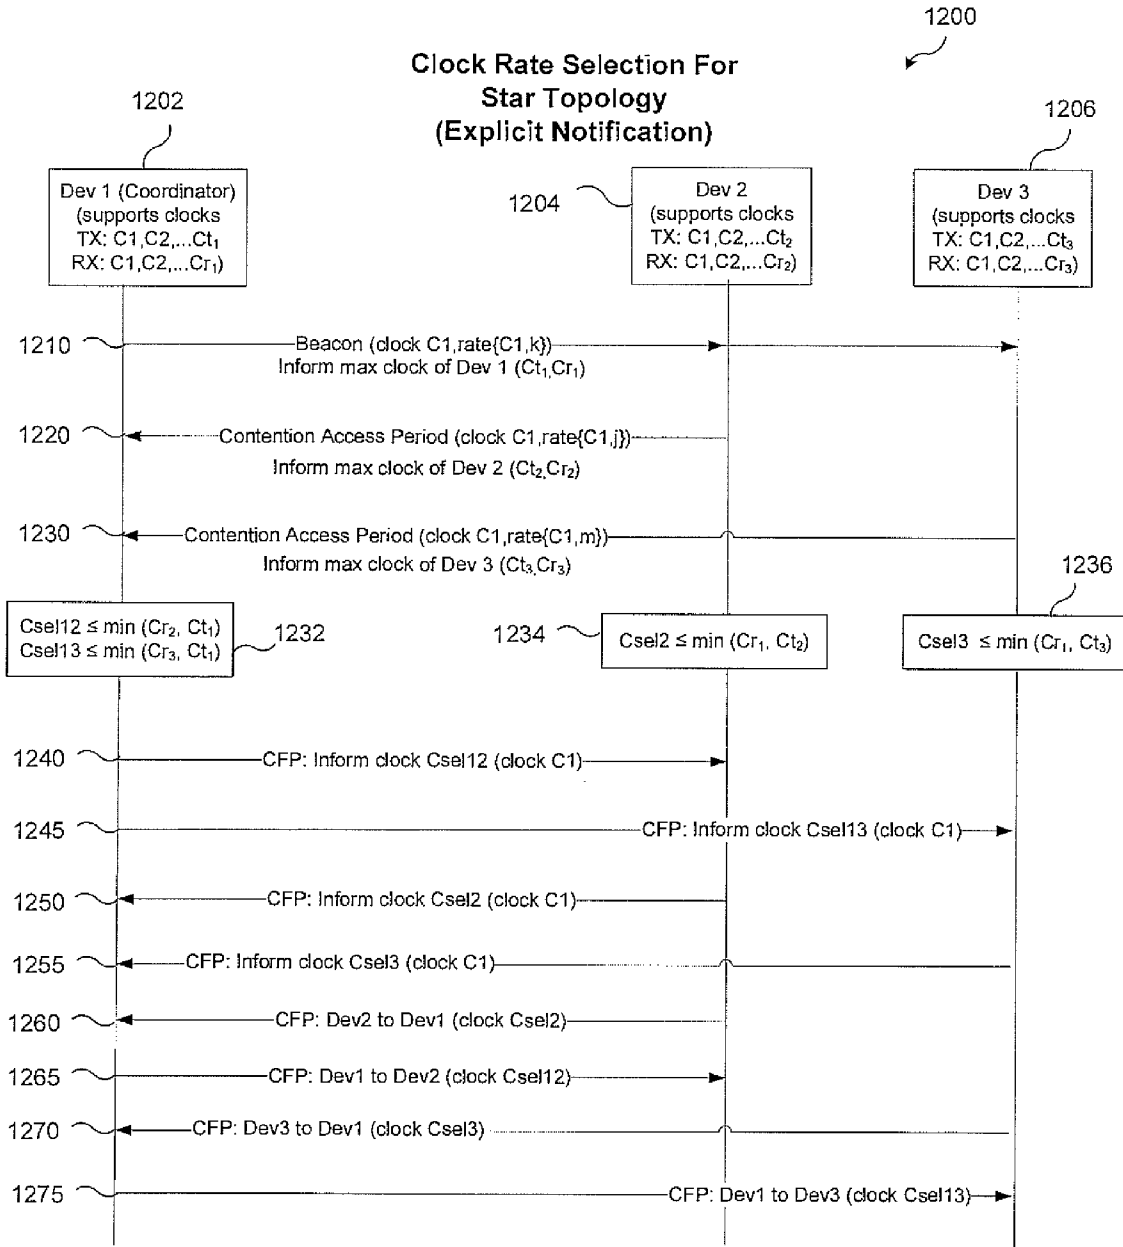 1200
Clock Rate Selection For
Star Topology
(Explicit Notification)
1202
1204
1206
Dev 1 (Coordinator)
(supports clocks
TX: C1,C2,...Ct₁
RX: C1,C2,...Cr₁)
Dev 2
(supports clocks
TX: C1,C2,...Ct₂
RX: C1,C2,...Cr₂)
Dev 3
(supports clocks
TX: C1,C2,...Ct₃
RX: C1,C2,...Cr₃)
1210
Beacon (clock C1,rate{C1,k})
Inform max clock of Dev 1 (Ct₁,Cr₁)
1220
Contention Access Period (clock C1,rate{C1,j})
Inform max clock of Dev 2 (Ct₂,Cr₂)
1230
Contention Access Period (clock C1,rate{C1,m})
Inform max clock of Dev 3 (Ct₃,Cr₃)
Csel12 ≤ min (Cr₂, Ct₁)
Csel13 ≤ min (Cr₃, Ct₁)
1232
1234
Csel2 ≤ min (Cr₁, Ct₂)
1236
Csel3 ≤ min (Cr₁, Ct₃)
1240
CFP: Inform clock Csel12 (clock C1)
1245
CFP: Inform clock Csel13 (clock C1)
1250
CFP: Inform clock Csel2 (clock C1)
1255
CFP: Inform clock Csel3 (clock C1)
1260
CFP: Dev2 to Dev1 (clock Csel2)
1265
CFP: Dev1 to Dev2 (clock Csel12)
1270
CFP: Dev3 to Dev1 (clock Csel3)
1275
CFP: Dev1 to Dev3 (clock Csel13)